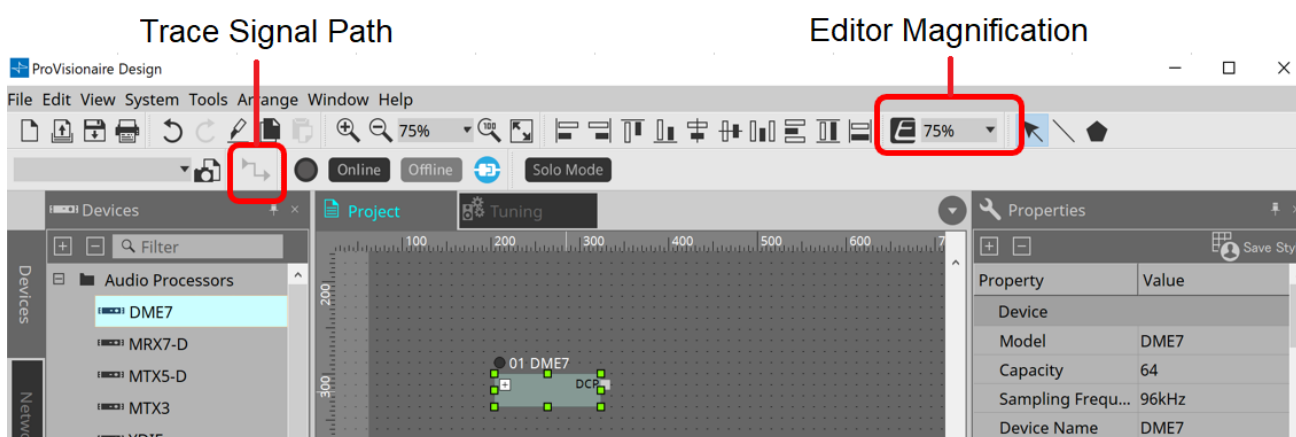 Trace Signal Path
Editor Magnification
ProVisionaire Design
File Edit View System Tools Arrange Window Help
75%
100
75%
Online
Offline
Solo Mode
Devices
Project
Tuning
Properties
Filter
100 200 300 400 500 600 7
Save Sty
Devices
Audio Processors
200
Property Value
DME7
Device
MRX7-D
Model DME7
01 DME7
MTX5-D
DCP
Capacity 64
300
MTX3
Sampling Frequ... 96kHz
Netwo
Device Name DME7